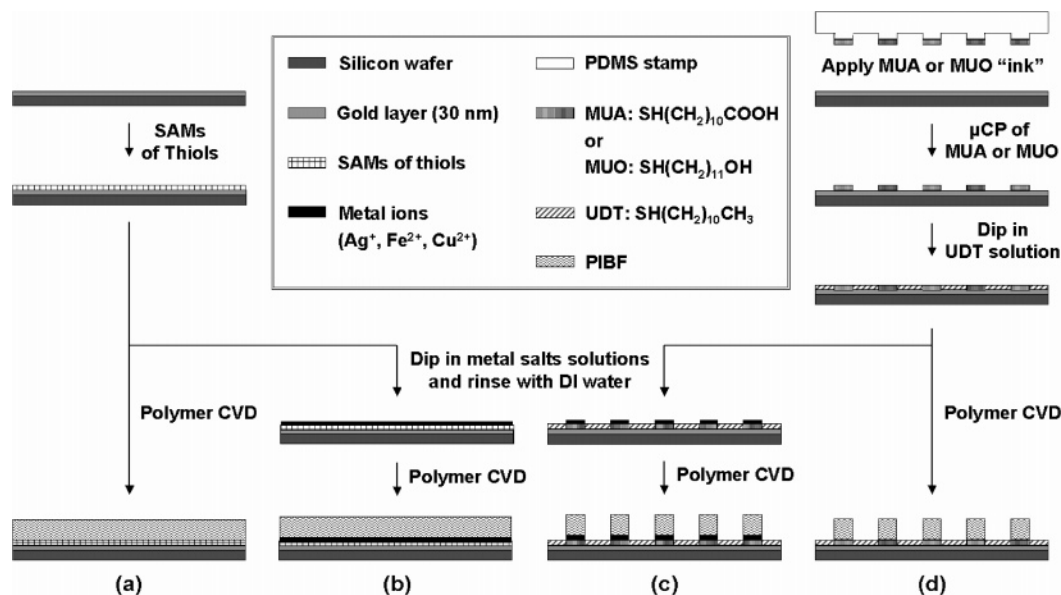 Silicon wafer
Gold layer (30 nm)
SAMs of thiols
Metal ions
(Ag⁺, Fe²⁺, Cu²⁺)
PDMS stamp
MUA: SH(CH₂)₁₀COOH
or
MUO: SH(CH₂)₁₁OH
UDT: SH(CH₂)₁₀CH₃
PIBF
SAMs
of Thiols
Apply MUA or MUO “ink”
μCP of
MUA or MUO
Dip in
UDT solution
Dip in metal salts solutions
and rinse with DI water
Polymer CVD
Polymer CVD
Polymer CVD
Polymer CVD
(a)
(b)
(c)
(d)